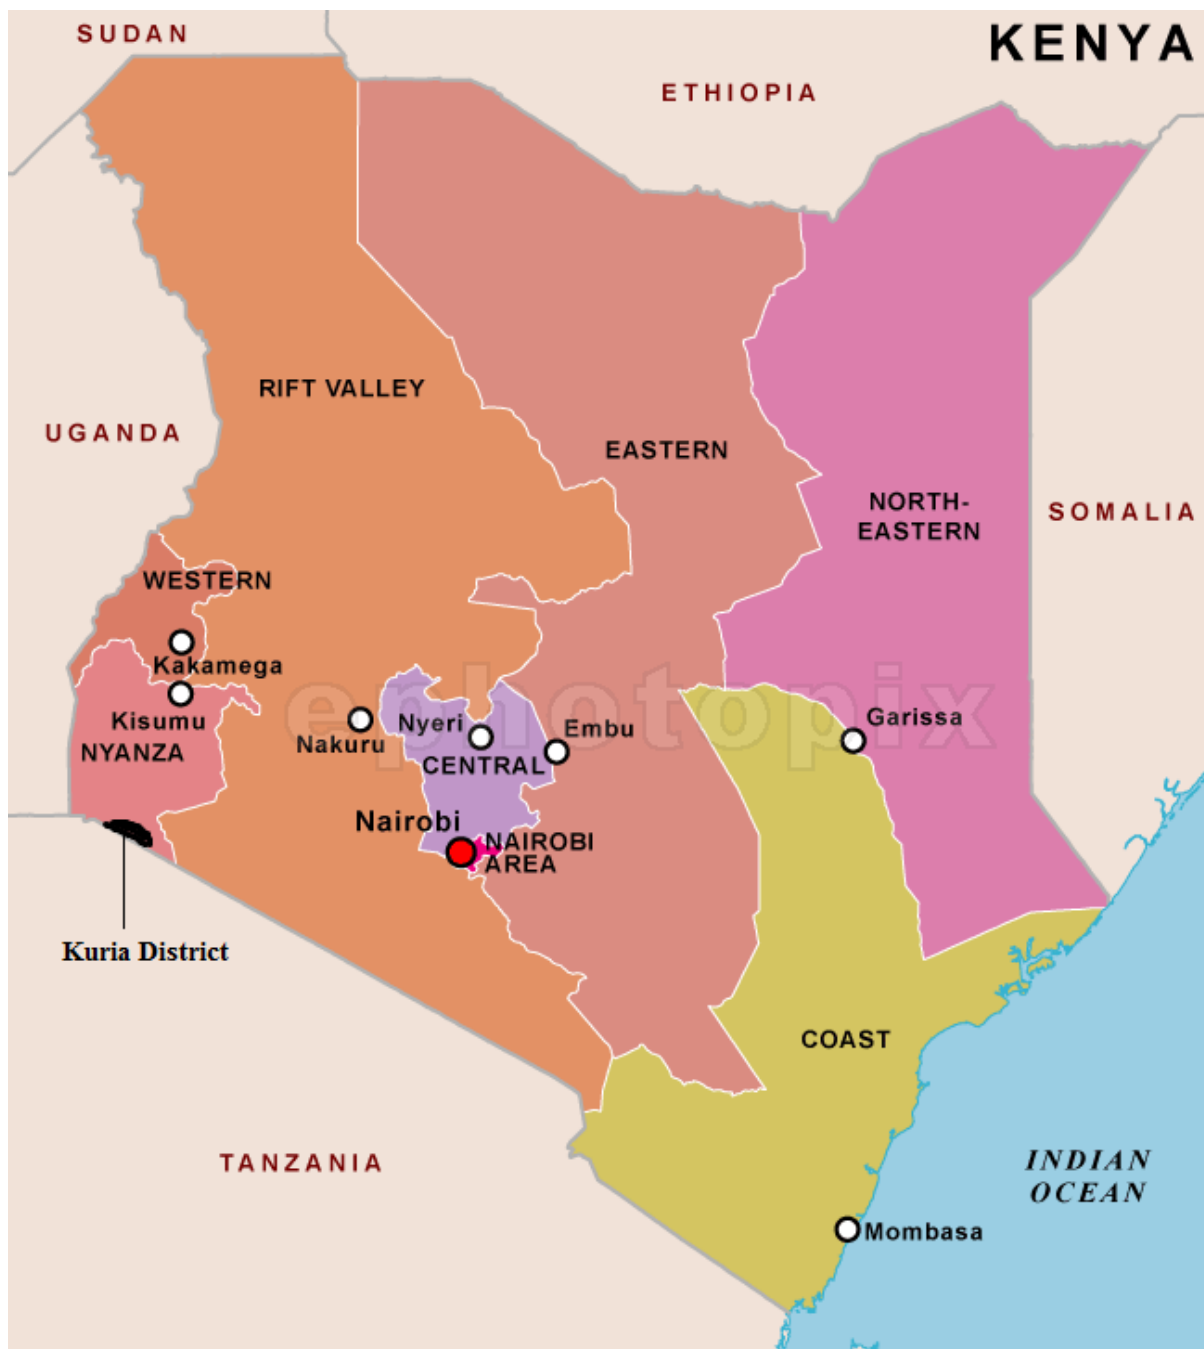 KENYA
SUDAN
ETHIOPIA
RIFT VALLEY
UGANDA
EASTERN
NORTH-
EASTERN
SOMALIA
WESTERN
Kakamega
Kisumu
NYANZA
ephotopix
Nakuru
Nyeri
Embu
CENTRAL
Garissa
Nairobi
NAIROBI
AREA
Kuria District
COAST
TANZANIA
INDIAN
OCEAN
Mombasa